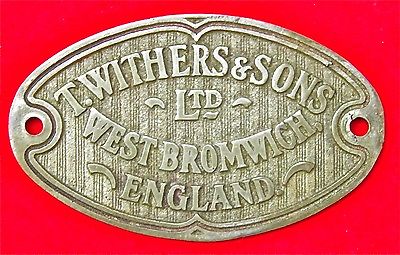 T. WITHERS & SONS
LTD
WEST BROMWICH.
ENGLAND.